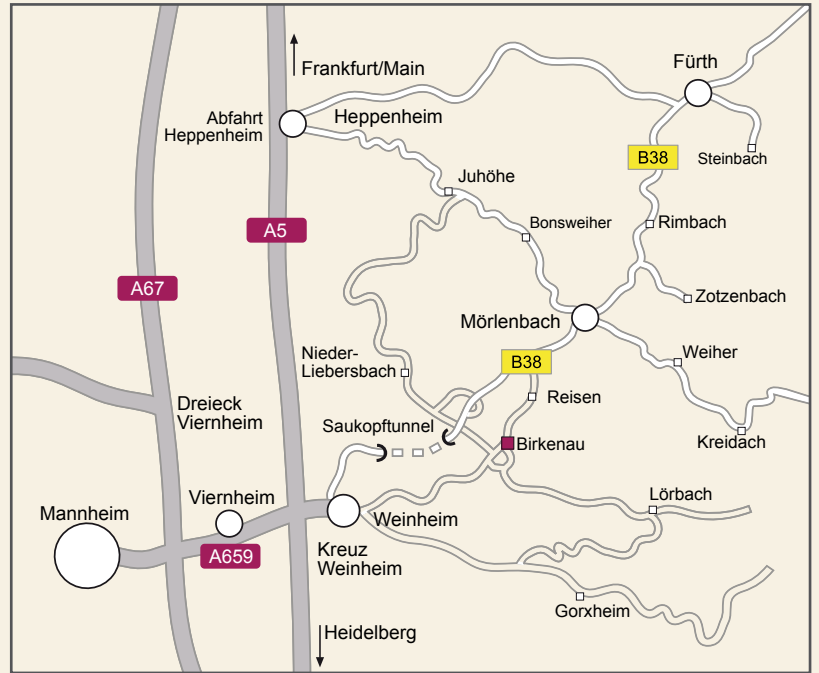 Frankfurt/Main
Fürth
Abfahrt
Heppenheim
Heppenheim
B38
Steinbach
Juhöhe
Bonsweiher
Rimbach
A5
A67
Zotzenbach
Mörlenbach
Nieder-
Liebersbach
B38
Weiher
Reisen
Dreieck
Viernheim
Saukopftunnel
Birkenau
Kreidach
Viernheim
Lörbach
Mannheim
Weinheim
A659
Kreuz
Weinheim
Gorxheim
Heidelberg